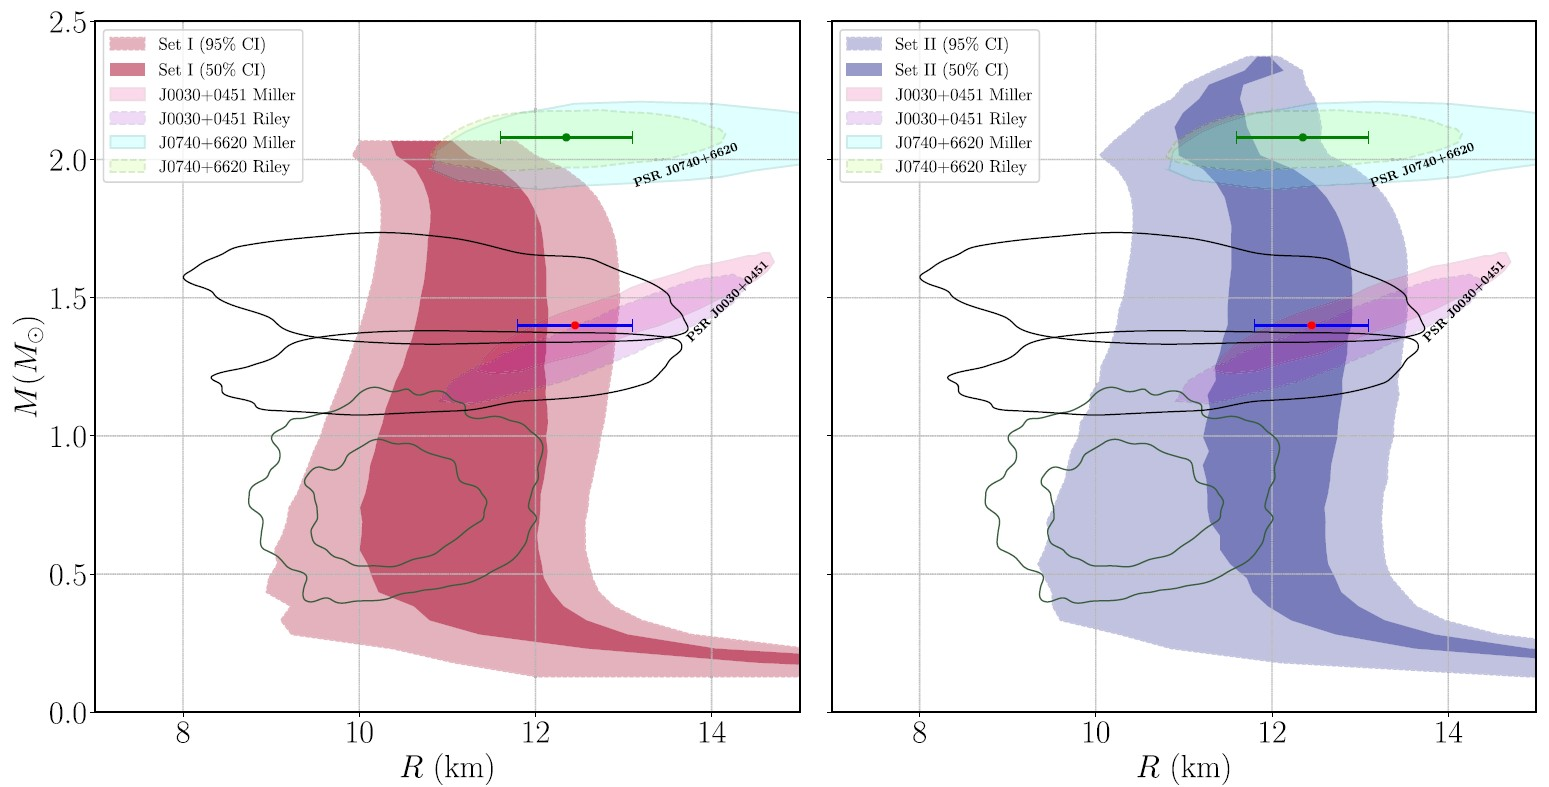 2.5
2.0
1.5
1.0
0.5
0.0
M(M⊙)
Set I (95% CI)
Set I (50% CI)
J0030+0451 Miller
J0030+0451 Riley
J0740+6620 Miller
J0740+6620 Riley
PSR J0740+6620
PSR J0030+0451
8 10 12 14
R (km)
Set II (95% CI)
Set II (50% CI)
J0030+0451 Miller
J0030+0451 Riley
J0740+6620 Miller
J0740+6620 Riley
PSR J0740+6620
PSR J0030+0451
8 10 12 14
R (km)